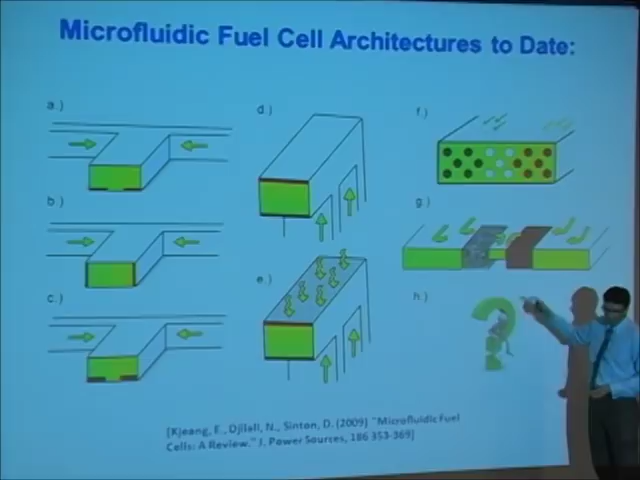 Microfluidic Fuel Cell Architectures to Date:
a.)
d.)
f.)
b.)
g.)
c.)
e.)
h.)
?
[Kjeang, E., Djilali, N., Sinton, D. (2009) "Microfluidic Fuel
Cells: A Review." J. Power Sources, 186 353-369]